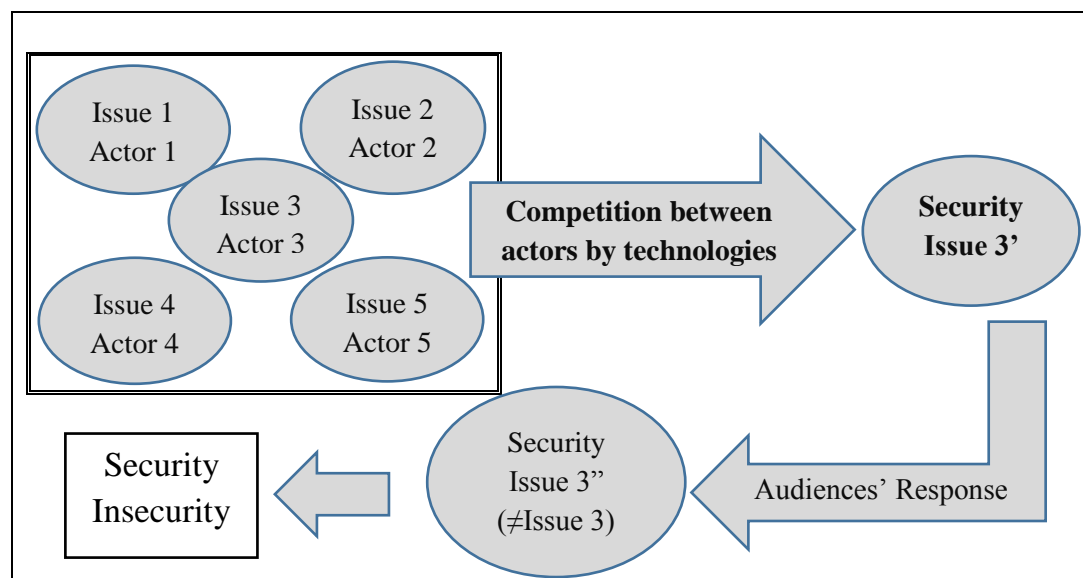 Issue 1
Actor 1
Issue 2
Actor 2
Issue 3
Actor 3
Issue 4
Actor 4
Issue 5
Actor 5
Competition between
actors by technologies
Security
Issue 3’
Audiences’ Response
Security
Issue 3”
(≠Issue 3)
Security
Insecurity